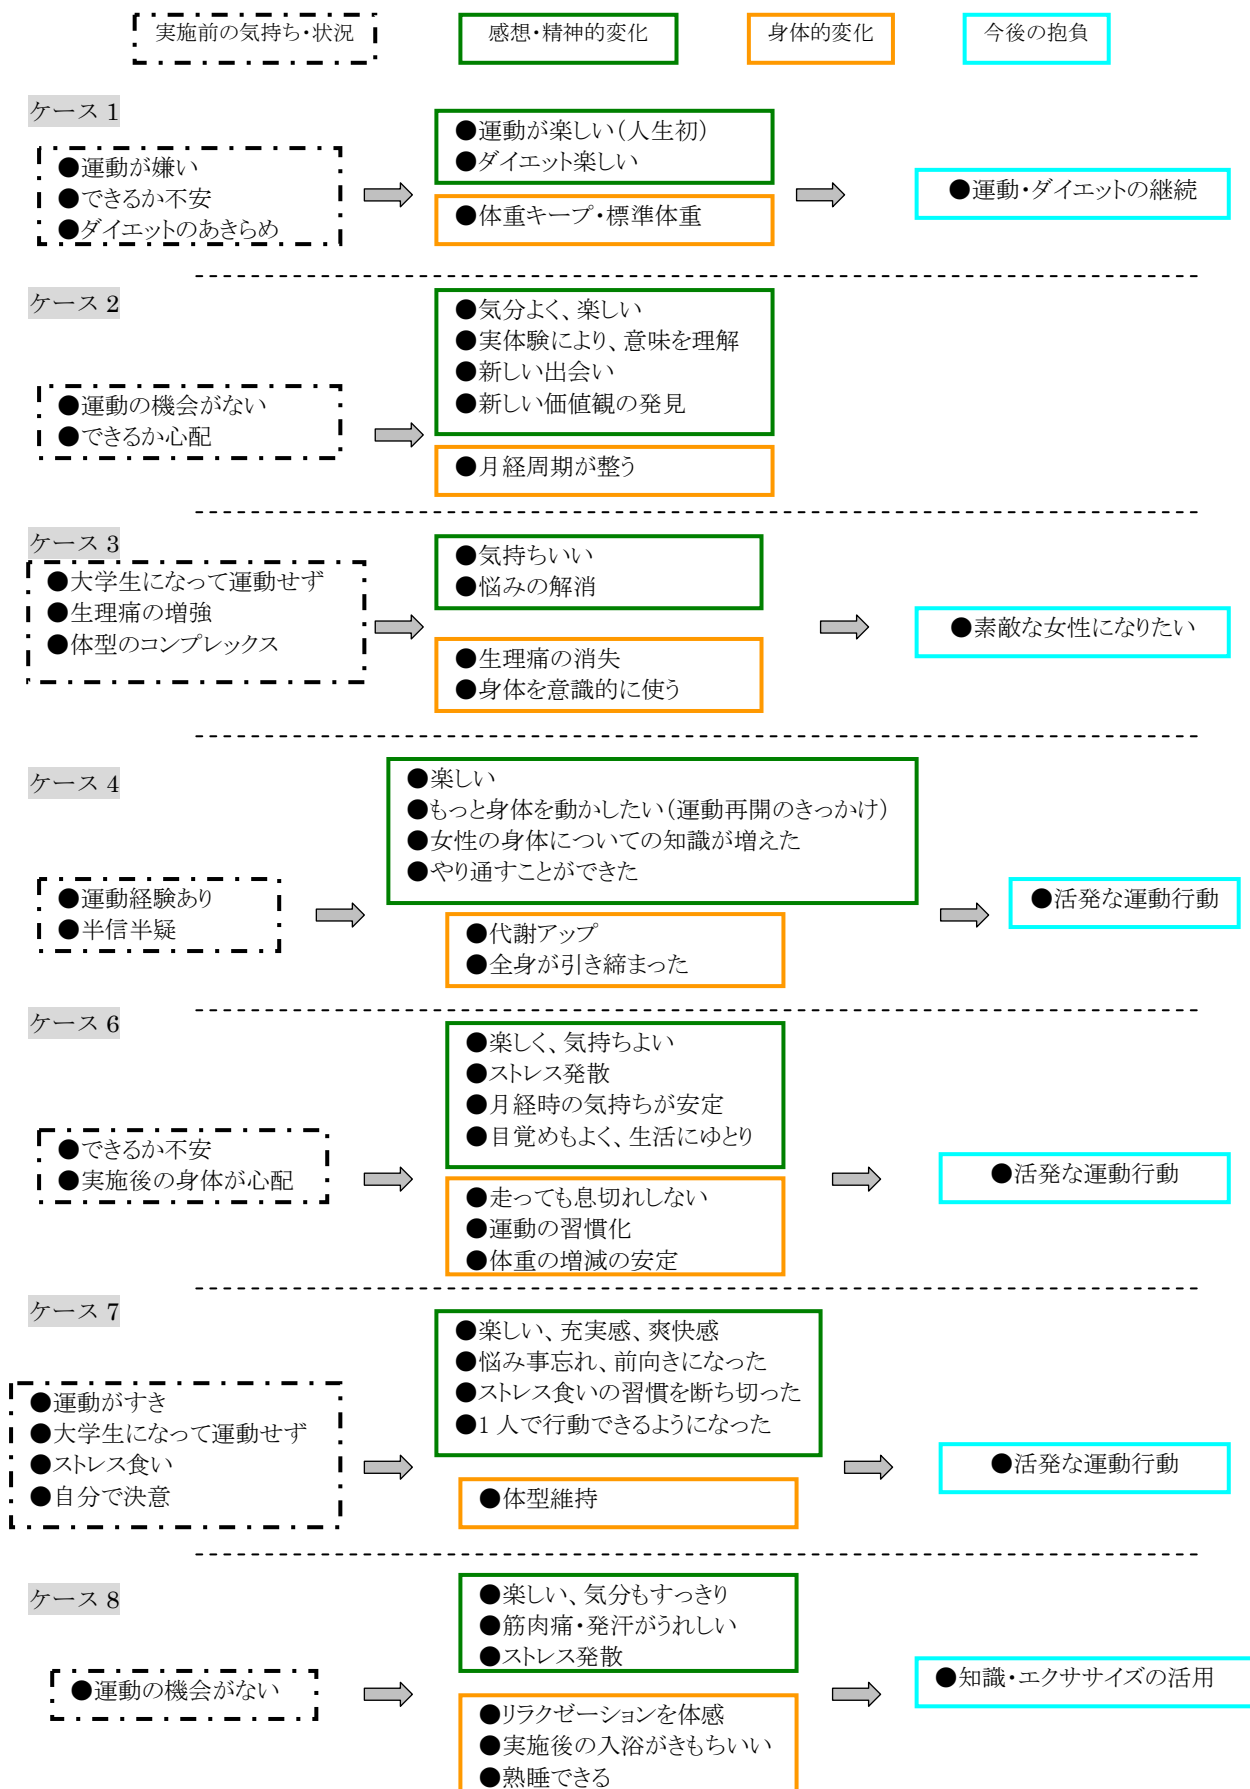 実施前の気持ち・状況
感想・精神的変化
身体的変化
今後の抱負
ケース 1
●運動が嫌い
●できるか不安
●ダイエットのあきらめ
●運動が楽しい(人生初)
●ダイエット楽しい
●体重キープ・標準体重
●運動・ダイエットの継続
ケース 2
●運動の機会がない
●できるか心配
●気分よく、楽しい
●実体験により、意味を理解
●新しい出会い
●新しい価値観の発見
●月経周期が整う
ケース 3
●大学生になって運動せず
●生理痛の増強
●体型のコンプレックス
●気持ちいい
●悩みの解消
●生理痛の消失
●身体を意識的に使う
●素敵な女性になりたい
ケース 4
●運動経験あり
●半信半疑
●楽しい
●もっと身体を動かしたい(運動再開のきっかけ)
●女性の身体についての知識が増えた
●やり通すことができた
●代謝アップ
●全身が引き締まった
●活発な運動行動
ケース 6
●できるか不安
●実施後の身体が心配
●楽しく、気持ちよい
●ストレス発散
●月経時の気持ちが安定
●目覚めもよく、生活にゆとり
●走っても息切れしない
●運動の習慣化
●体重の増減の安定
●活発な運動行動
ケース 7
●運動がすき
●大学生になって運動せず
●ストレス食い
●自分で決意
●楽しい、充実感、爽快感
●悩み事忘れ、前向きになった
●ストレス食いの習慣を断ち切った
●1 人で行動できるようになった
●体型維持
●活発な運動行動
ケース 8
●運動の機会がない
●楽しい、気分もすっきり
●筋肉痛・発汗がうれしい
●ストレス発散
●リラクゼーションを体感
●実施後の入浴がきもちいい
●熟睡できる
●知識・エクササイズの活用